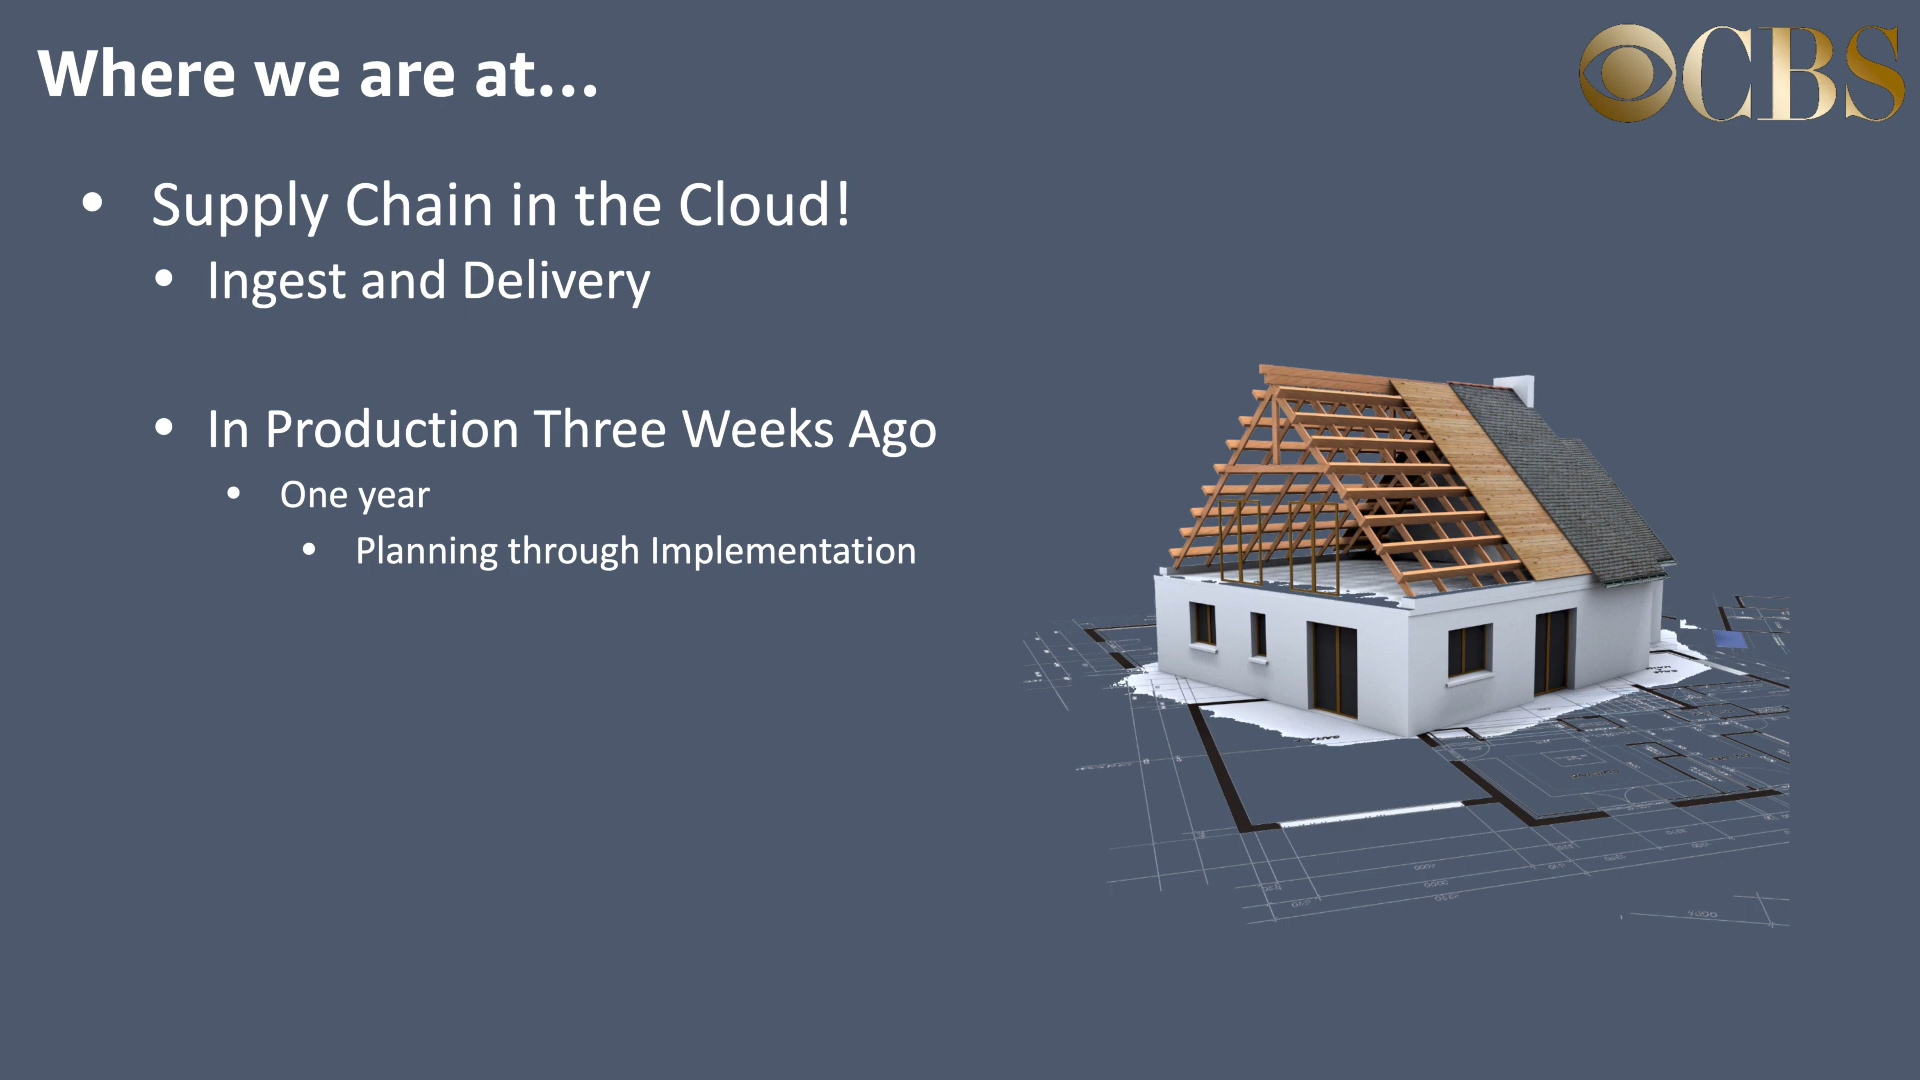 Where we are at...
CBS
• Supply Chain in the Cloud!
• Ingest and Delivery
• In Production Three Weeks Ago
• One year
• Planning through Implementation